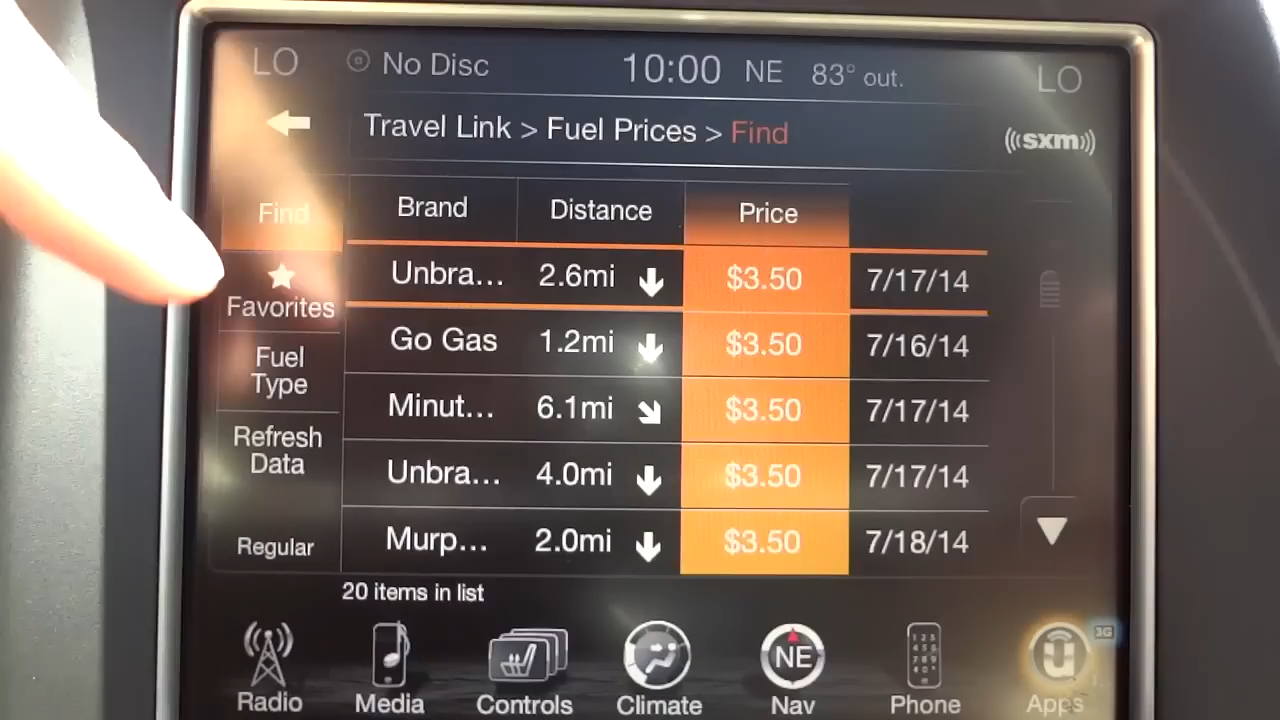 LO No Disc 10:00 NE 83° out. LO
Travel Link > Fuel Prices > Find
sxm
Find
Favorites
Fuel
Type
Refresh
Data
Regular
Brand Distance Price
Unbra... 2.6mi $3.50 7/17/14
Go Gas 1.2mi $3.50 7/16/14
Minut... 6.1mi $3.50 7/17/14
Unbra... 4.0mi $3.50 7/17/14
Murp... 2.0mi $3.50 7/18/14
20 items in list
NE
3G
Radio Media Controls Climate Nav Phone Apps